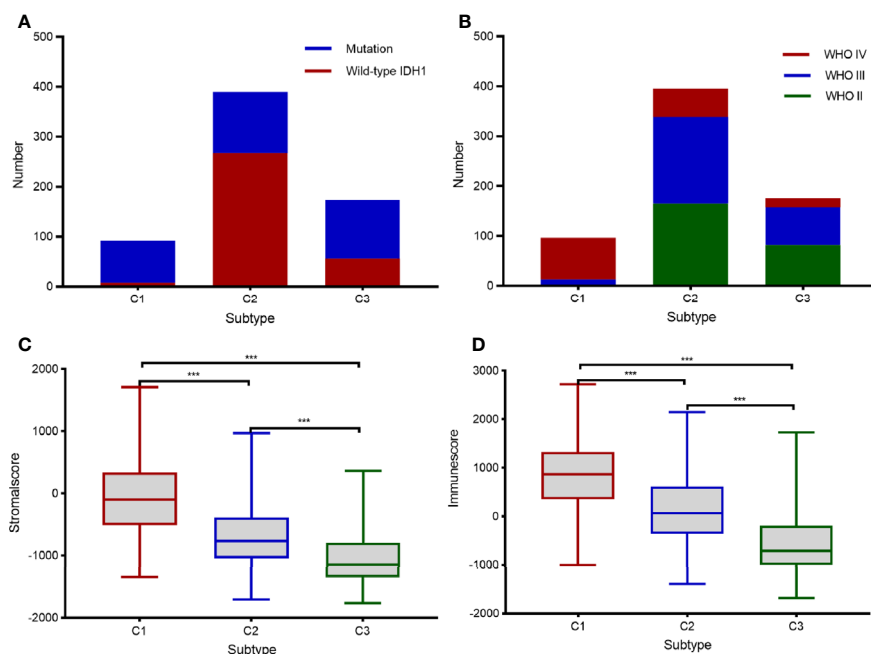 A
500
400
300
200
100
0
Number
Mutation
Wild-type IDH1
C1 C2 C3
Subtype
B
500
400
300
200
100
0
Number
WHO IV
WHO III
WHO II
C1 C2 C3
Subtype
C
2000
1000
0
-1000
-2000
Stromalscore
***
***
***
C1 C2 C3
Subtype
D
3000
2000
1000
0
-1000
-2000
Immunescore
***
***
***
C1 C2 C3
Subtype